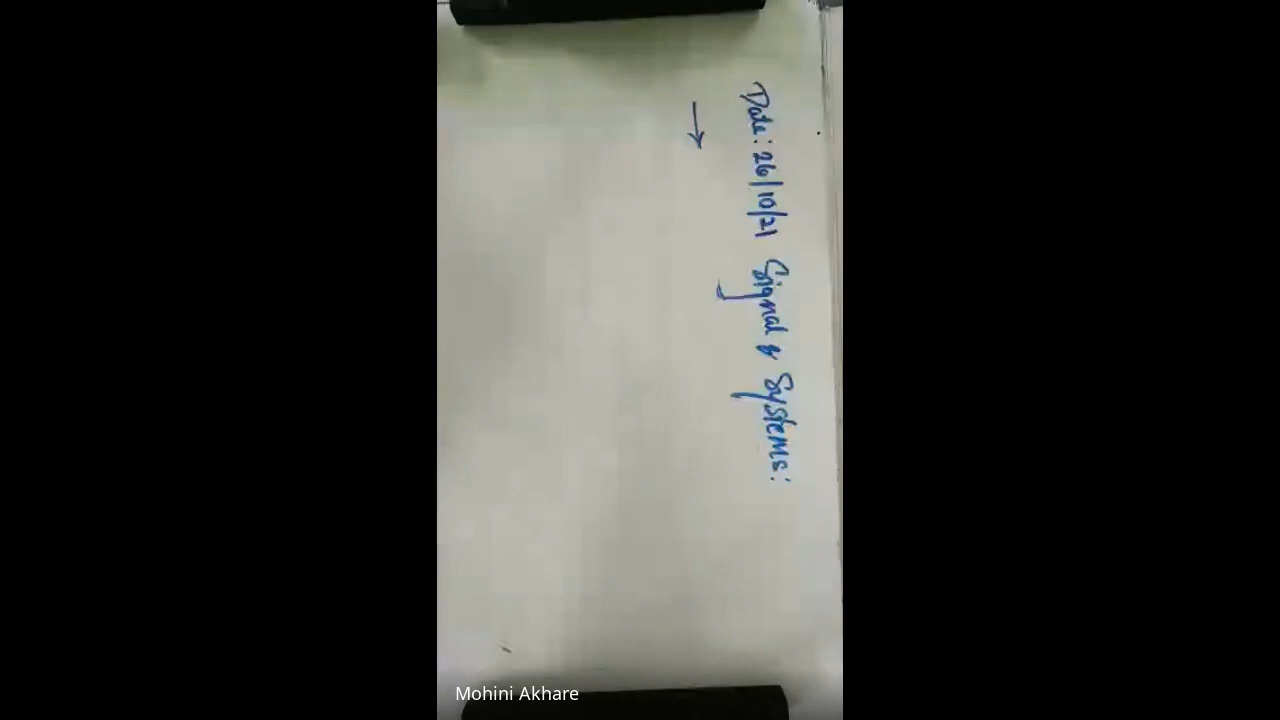 Date: 26/10/21 Signal & Systems:
→
Mohini Akhare